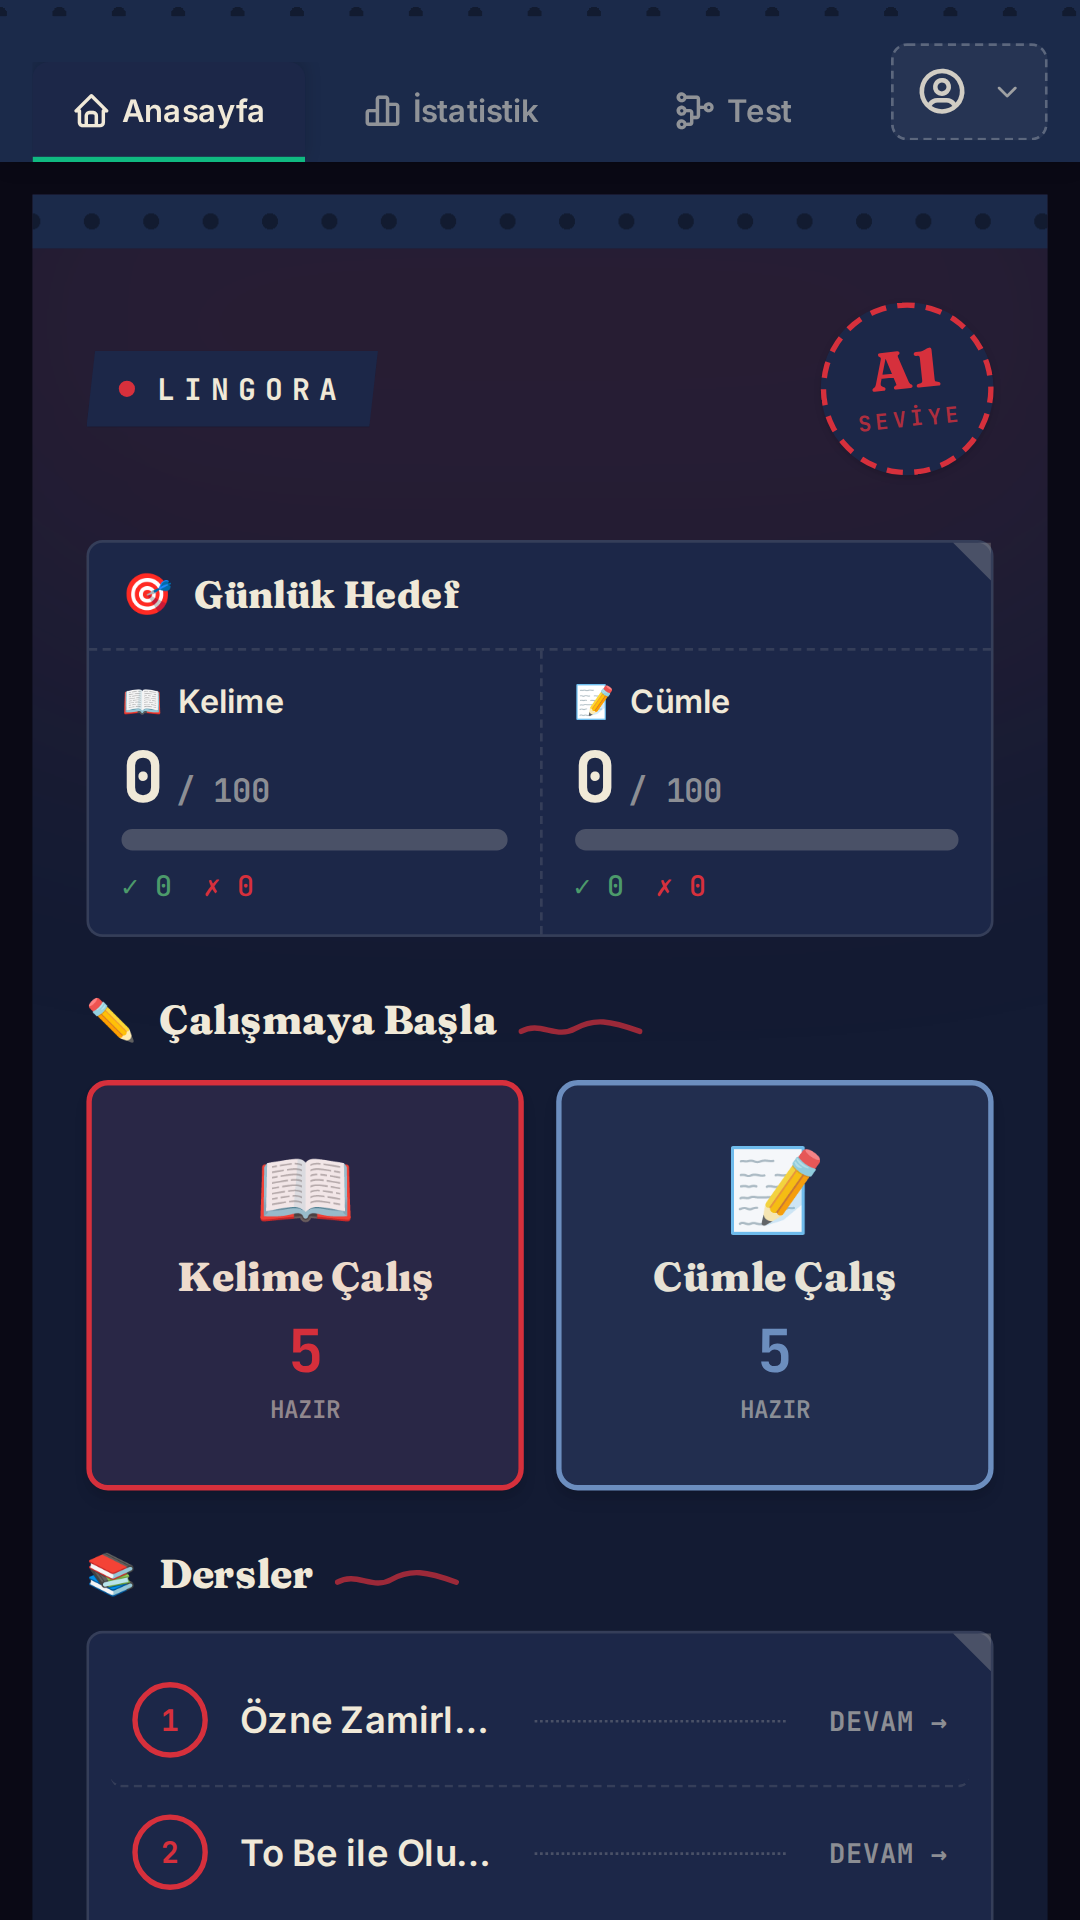 Anasayfa
İstatistik
Test
LINGORA
A1
SEVİYE
Günlük Hedef
Kelime
0 / 100
✓ 0 ✗ 0
Cümle
0 / 100
✓ 0 ✗ 0
Çalışmaya Başla
Kelime Çalış
5
HAZIR
Cümle Çalış
5
HAZIR
Dersler
1 Özne Zamirl... DEVAM →
2 To Be ile Olu... DEVAM →